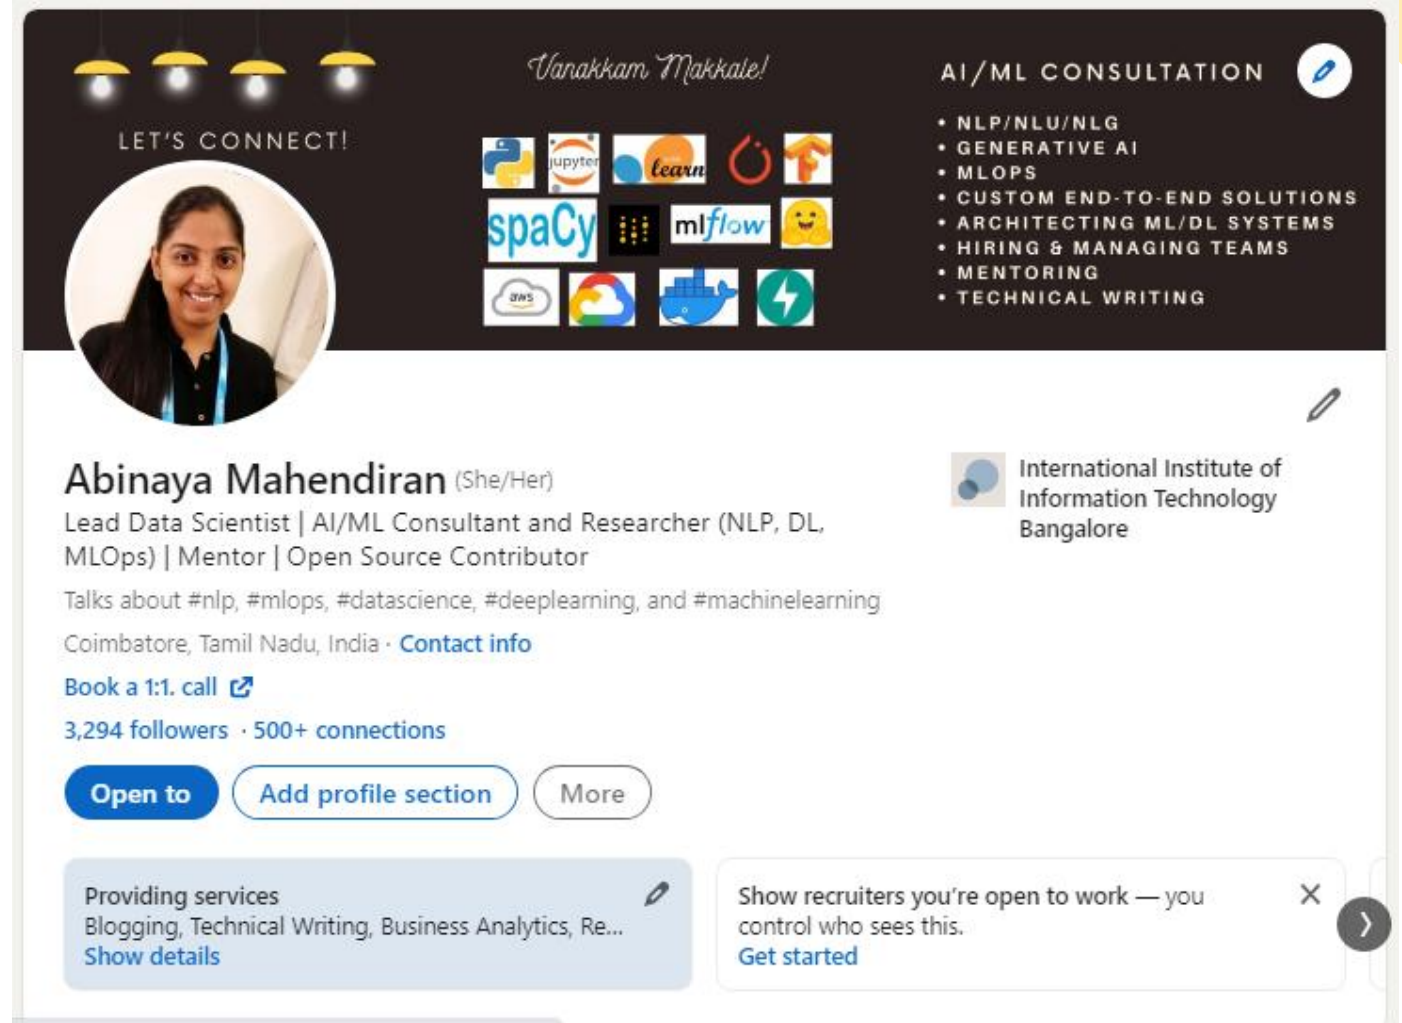 Vanakkam Makkale!
LET'S CONNECT!
jupyter
learn
spaCy
mlflow
aws
AI/ML CONSULTATION
• NLP/NLU/NLG
• GENERATIVE AI
• MLOPS
• CUSTOM END-TO-END SOLUTIONS
• ARCHITECTING ML/DL SYSTEMS
• HIRING & MANAGING TEAMS
• MENTORING
• TECHNICAL WRITING
Abinaya Mahendiran (She/Her)
Lead Data Scientist | AI/ML Consultant and Researcher (NLP, DL,
MLOps) | Mentor | Open Source Contributor
Talks about #nlp, #mlops, #datascience, #deeplearning, and #machinelearning
Coimbatore, Tamil Nadu, India · Contact info
Book a 1:1. call
3,294 followers · 500+ connections
International Institute of
Information Technology
Bangalore
Open to
Add profile section
More
Providing services
Blogging, Technical Writing, Business Analytics, Re...
Show details
Show recruiters you're open to work — you
control who sees this.
Get started